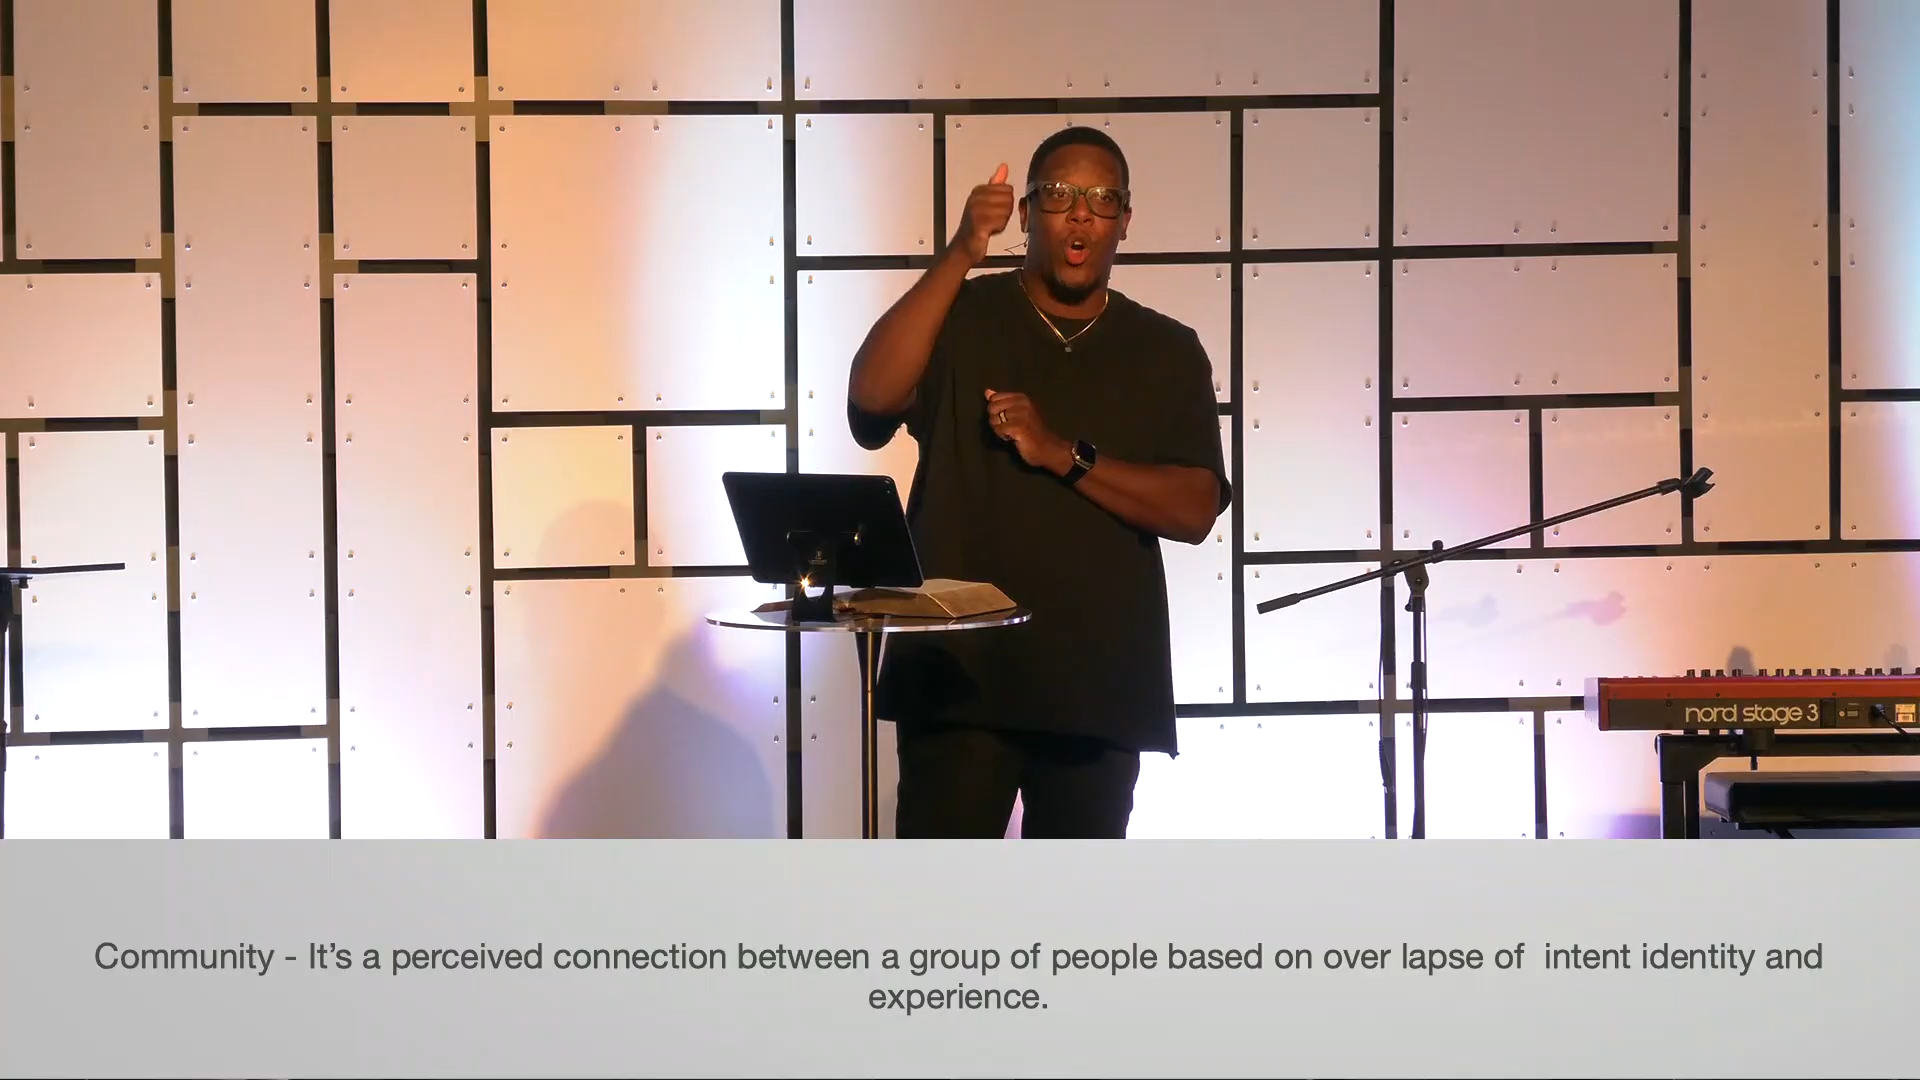 nord stage 3
Community - It’s a perceived connection between a group of people based on over lapse of  intent identity and
experience.